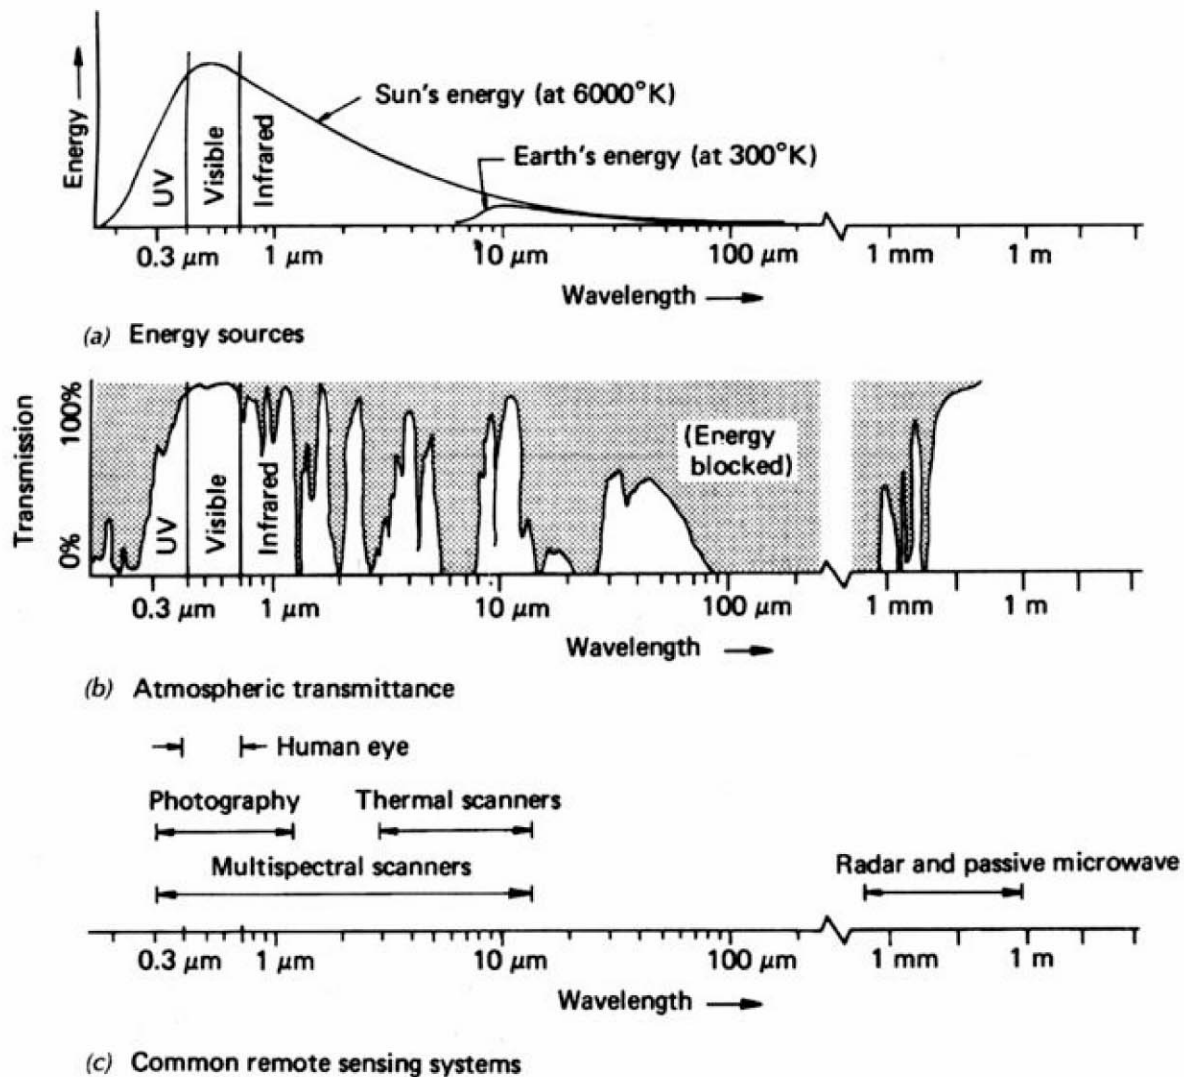 Energy
UV
Visible
Infrared
Sun's energy (at 6000°K)
Earth's energy (at 300°K)
0.3 μm 1 μm 10 μm 100 μm 1 mm 1 m
Wavelength
(a) Energy sources
Transmission
100%
0%
UV
Visible
Infrared
(Energy
blocked)
0.3 μm 1 μm 10 μm 100 μm 1 mm 1 m
Wavelength
(b) Atmospheric transmittance
Human eye
Photography Thermal scanners
Multispectral scanners
Radar and passive microwave
0.3 μm 1 μm 10 μm 100 μm 1 mm 1 m
Wavelength
(c) Common remote sensing systems